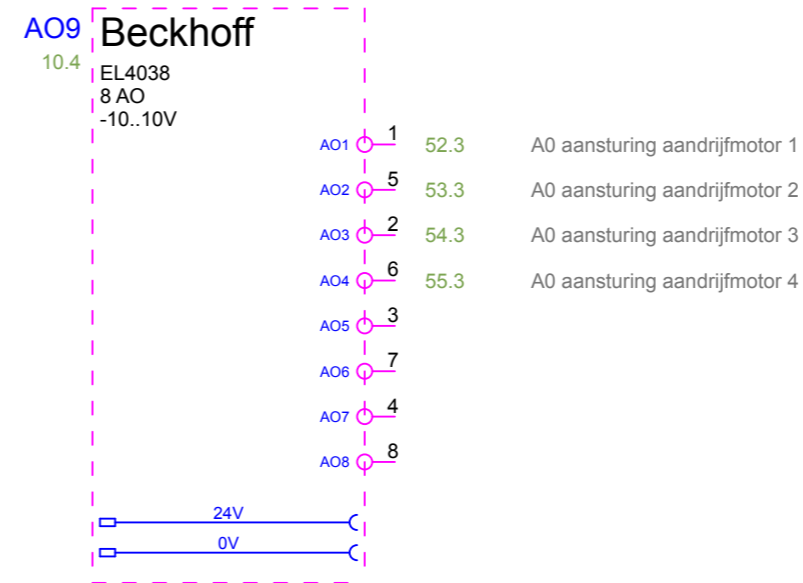 AO9 Beckhoff
10.4
EL4038
8 AO
-10..10V
AO1 1 52.3 A0 aansturing aandrijfmotor 1
AO2 5 53.3 A0 aansturing aandrijfmotor 2
AO3 2 54.3 A0 aansturing aandrijfmotor 3
AO4 6 55.3 A0 aansturing aandrijfmotor 4
AO5 3
AO6 7
AO7 4
AO8 8
24V
0V